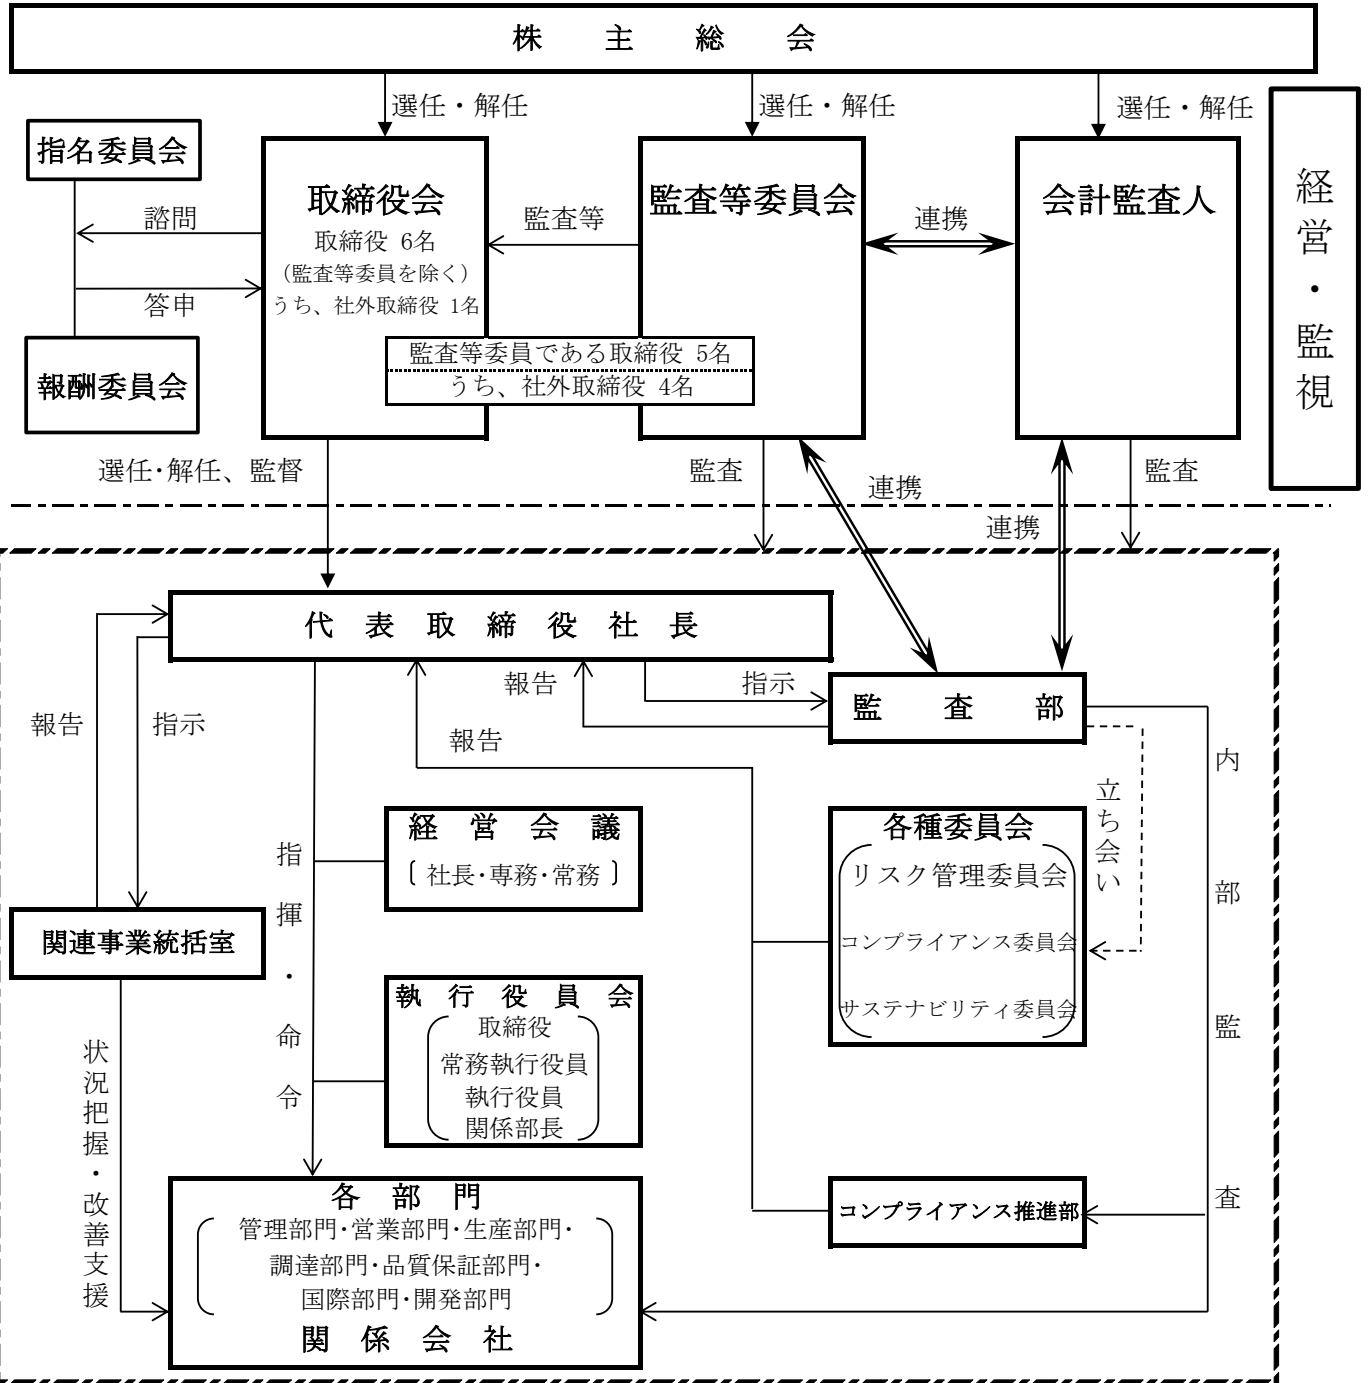 株主総会
選任・解任
選任・解任
選任・解任
経営・監視
指名委員会
諮問
答申
報酬委員会
取締役会
取締役 6名
(監査等委員を除く)
うち、社外取締役 1名
監査等
監査等委員会
連携
会計監査人
監査等委員である取締役 5名
うち、社外取締役 4名
選任・解任、監督
監査
連携
連携
監査
代表取締役社長
報告
指示
報告
指示
報告
監査部
立ち会い
内部監査
指揮・命令
経営会議
〔社長・専務・常務〕
各種委員会
リスク管理委員会
コンプライアンス委員会
サステナビリティ委員会
関連事業統括室
執行役員会
取締役
常務執行役員
執行役員
関係部長
状況把握・改善支援
各部門
管理部門・営業部門・生産部門・
調達部門・品質保証部門・
国際部門・開発部門
関係会社
コンプライアンス推進部